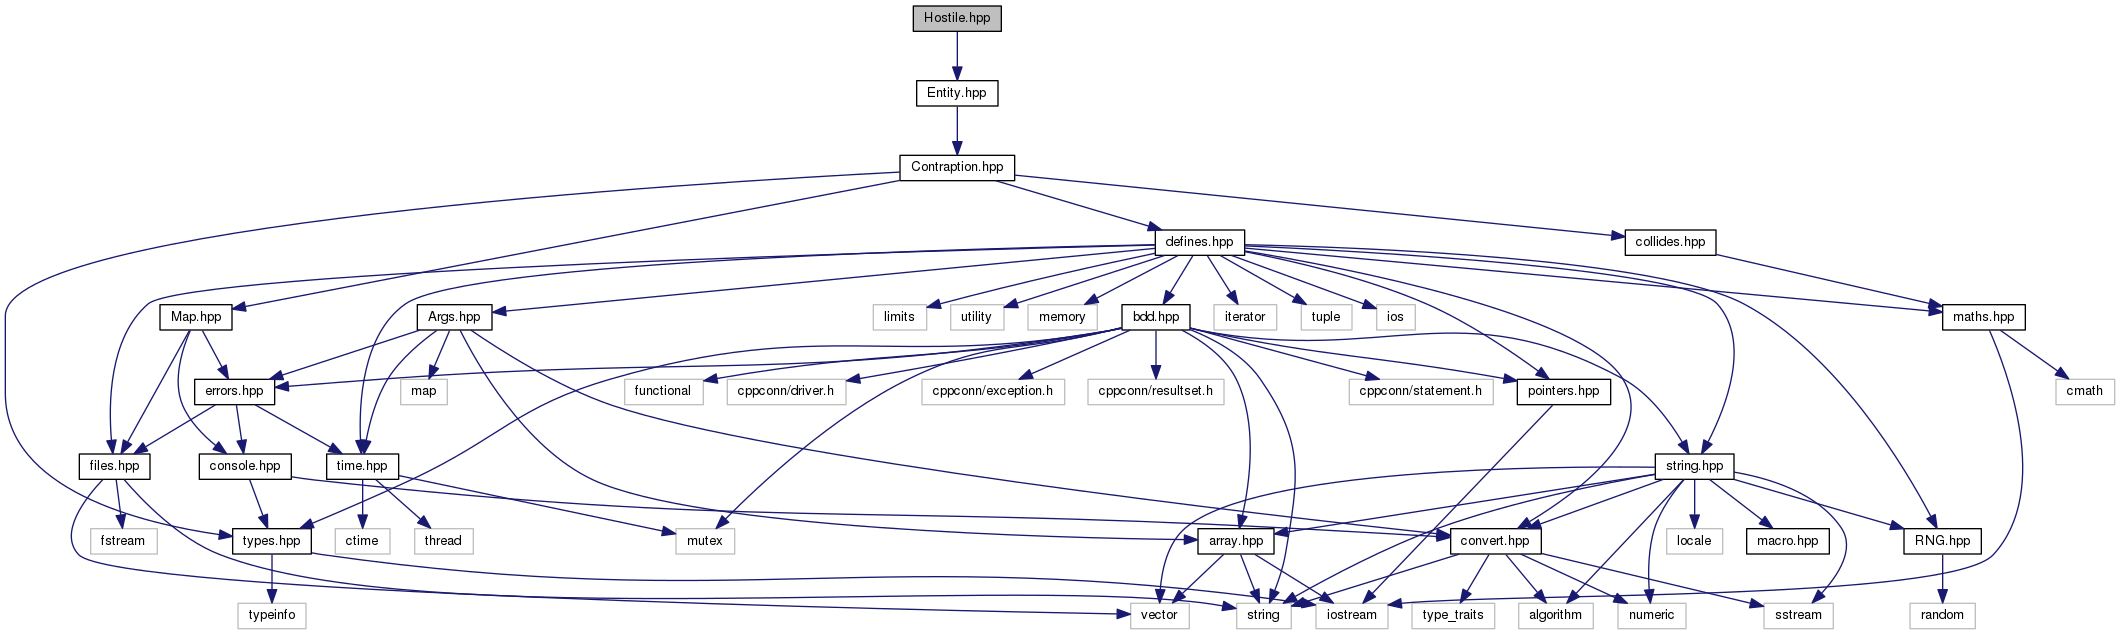 Hostile.hpp
Entity.hpp
Contraption.hpp
defines.hpp
collides.hpp
Map.hpp
Args.hpp
limits
utility
memory
bdd.hpp
iterator
tuple
ios
maths.hpp
errors.hpp
map
functional
cppconn/driver.h
cppconn/exception.h
cppconn/resultset.h
cppconn/statement.h
pointers.hpp
cmath
files.hpp
console.hpp
time.hpp
string.hpp
fstream
types.hpp
ctime
thread
mutex
array.hpp
convert.hpp
locale
macro.hpp
RNG.hpp
typeinfo
vector
string
iostream
type_traits
algorithm
numeric
sstream
random